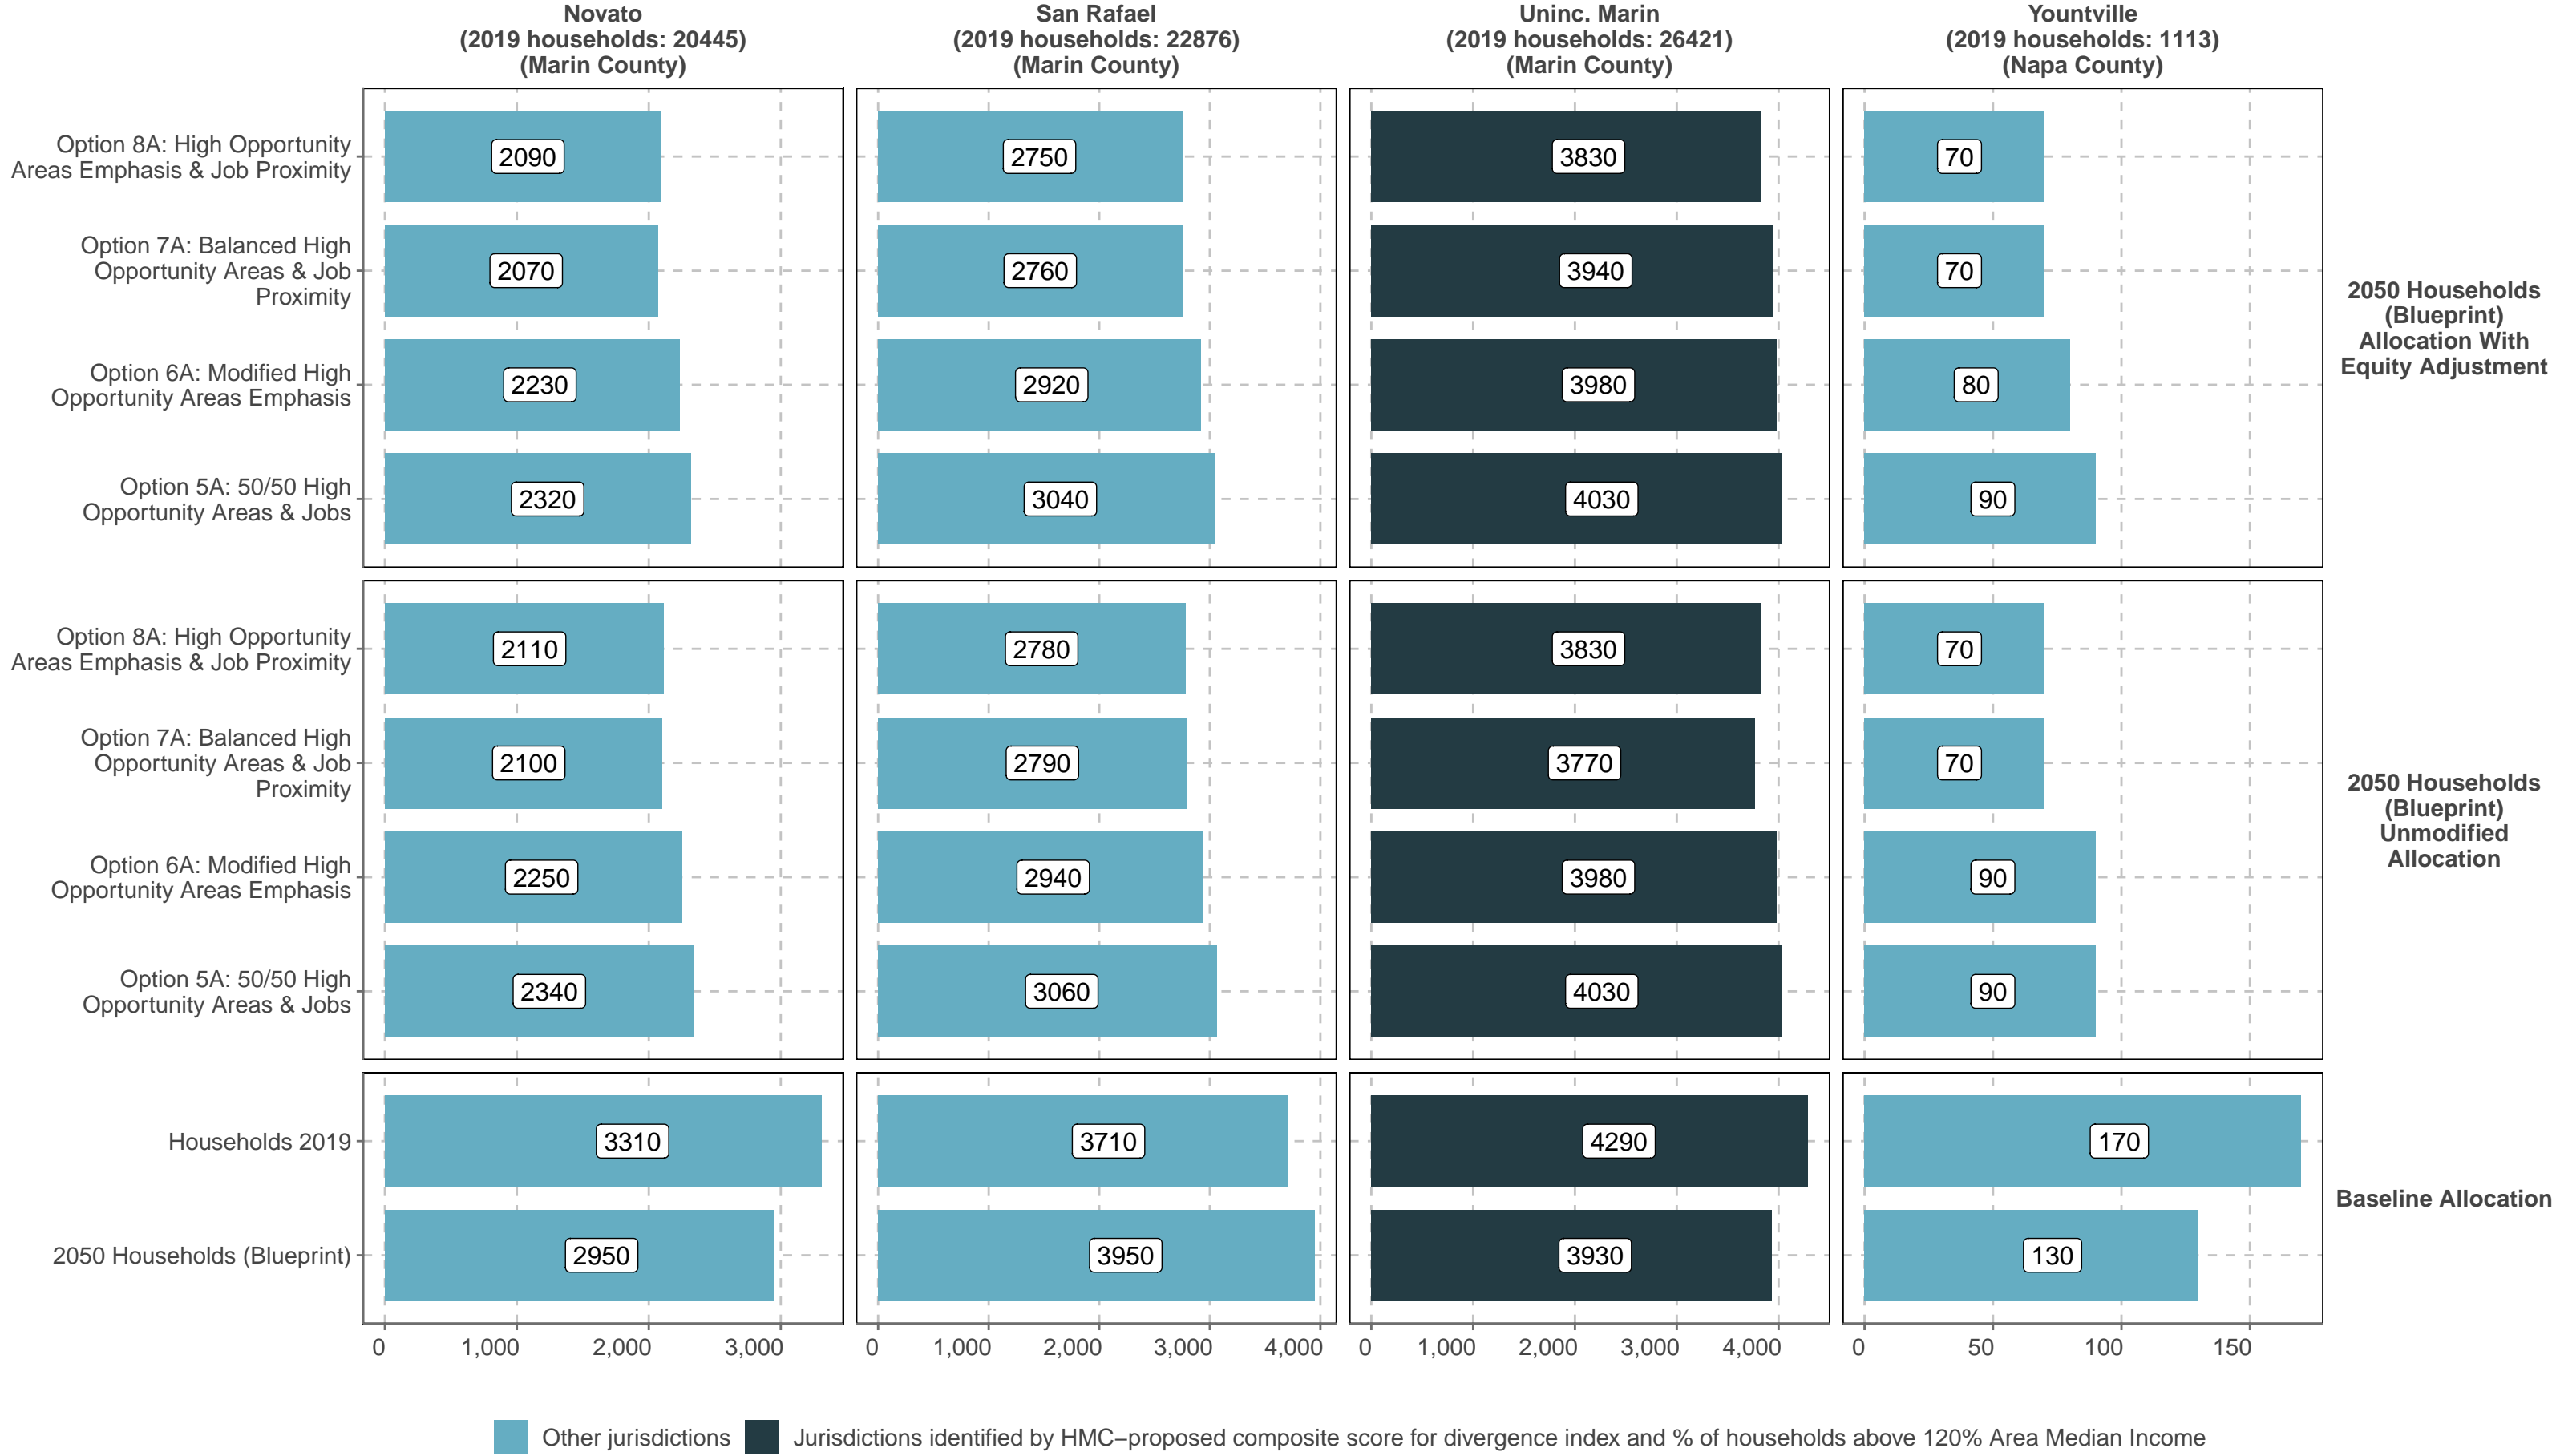 Novato
(2019 households: 20445)
(Marin County)
San Rafael
(2019 households: 22876)
(Marin County)
Uninc. Marin
(2019 households: 26421)
(Marin County)
Yountville
(2019 households: 1113)
(Napa County)
Option 8A: High Opportunity
Areas Emphasis & Job Proximity
2090
2750
3830
70
Option 7A: Balanced High
Opportunity Areas & Job
Proximity
2070
2760
3940
70
Option 6A: Modified High
Opportunity Areas Emphasis
2230
2920
3980
80
Option 5A: 50/50 High
Opportunity Areas & Jobs
2320
3040
4030
90
2050 Households
(Blueprint)
Allocation With
Equity Adjustment
Option 8A: High Opportunity
Areas Emphasis & Job Proximity
2110
2780
3830
70
Option 7A: Balanced High
Opportunity Areas & Job
Proximity
2100
2790
3770
70
Option 6A: Modified High
Opportunity Areas Emphasis
2250
2940
3980
90
Option 5A: 50/50 High
Opportunity Areas & Jobs
2340
3060
4030
90
2050 Households
(Blueprint)
Unmodified
Allocation
Households 2019
3310
3710
4290
170
2050 Households (Blueprint)
2950
3950
3930
130
Baseline Allocation
0 1,000 2,000 3,000
0 1,000 2,000 3,000 4,000
0 1,000 2,000 3,000 4,000
0 50 100 150
Other jurisdictions
Jurisdictions identified by HMC−proposed composite score for divergence index and % of households above 120% Area Median Income